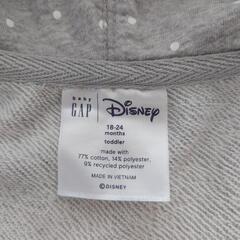 baby
GAP
Disney
18-24
months
toddler
made with
77% cotton, 14% polyester,
9% recycled polyester
MADE IN VIETNAM
©DISNEY